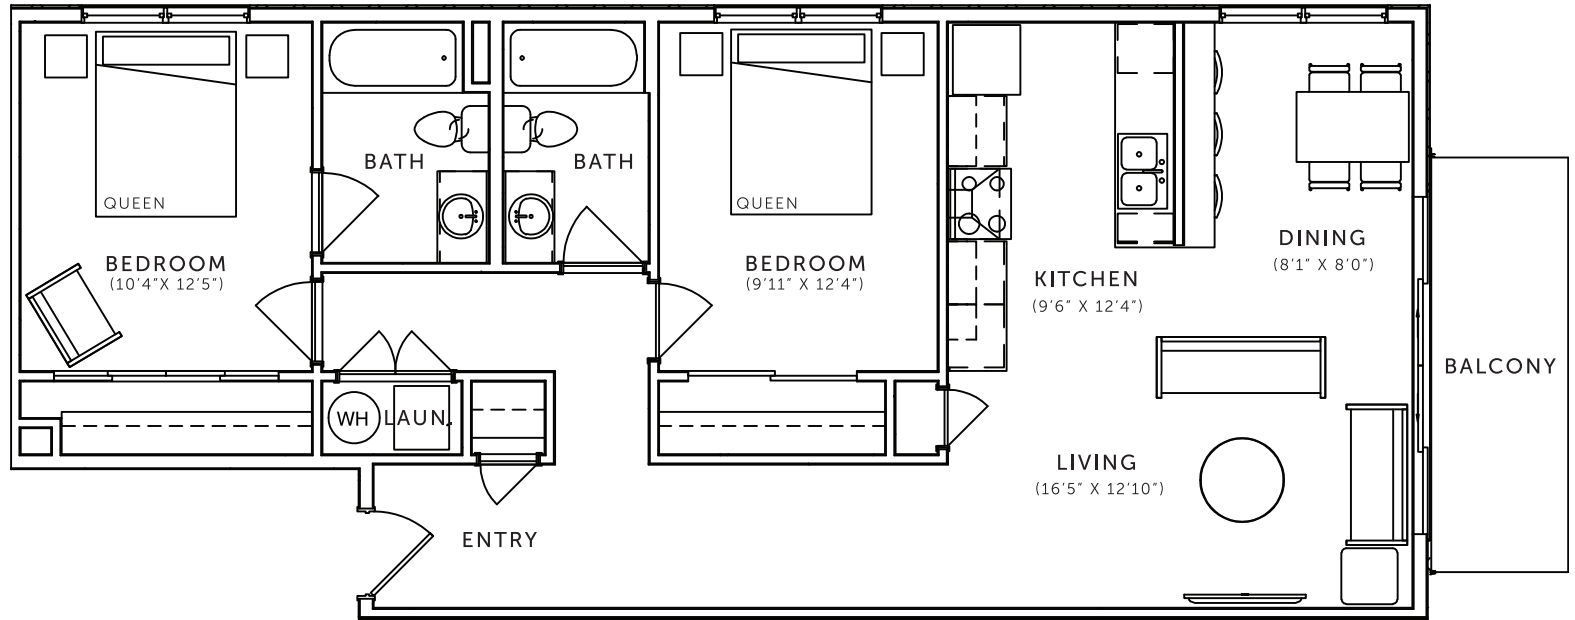 BATH
BATH
QUEEN
QUEEN
BEDROOM
(10'4"X 12'5")
BEDROOM
(9'11" X 12'4")
DINING
(8'1" X 8'0")
KITCHEN
(9'6" X 12'4")
BALCONY
WH
LAUN.
LIVING
(16'5" X 12'10")
ENTRY